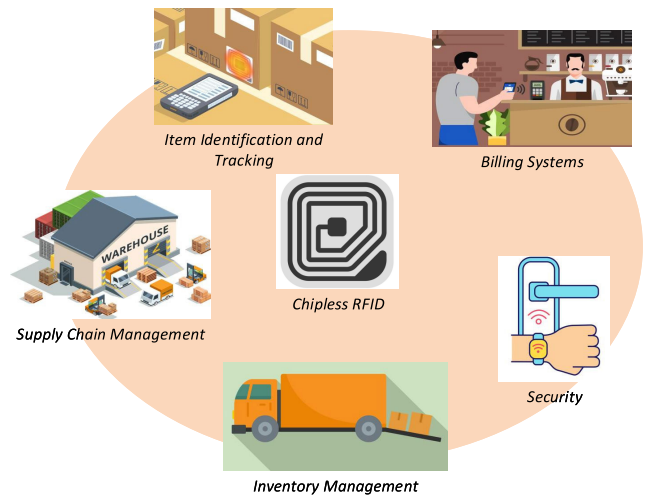 Item Identification and
Tracking
Billing Systems
WAREHOUSE
Chipless RFID
Supply Chain Management
Security
Inventory Management